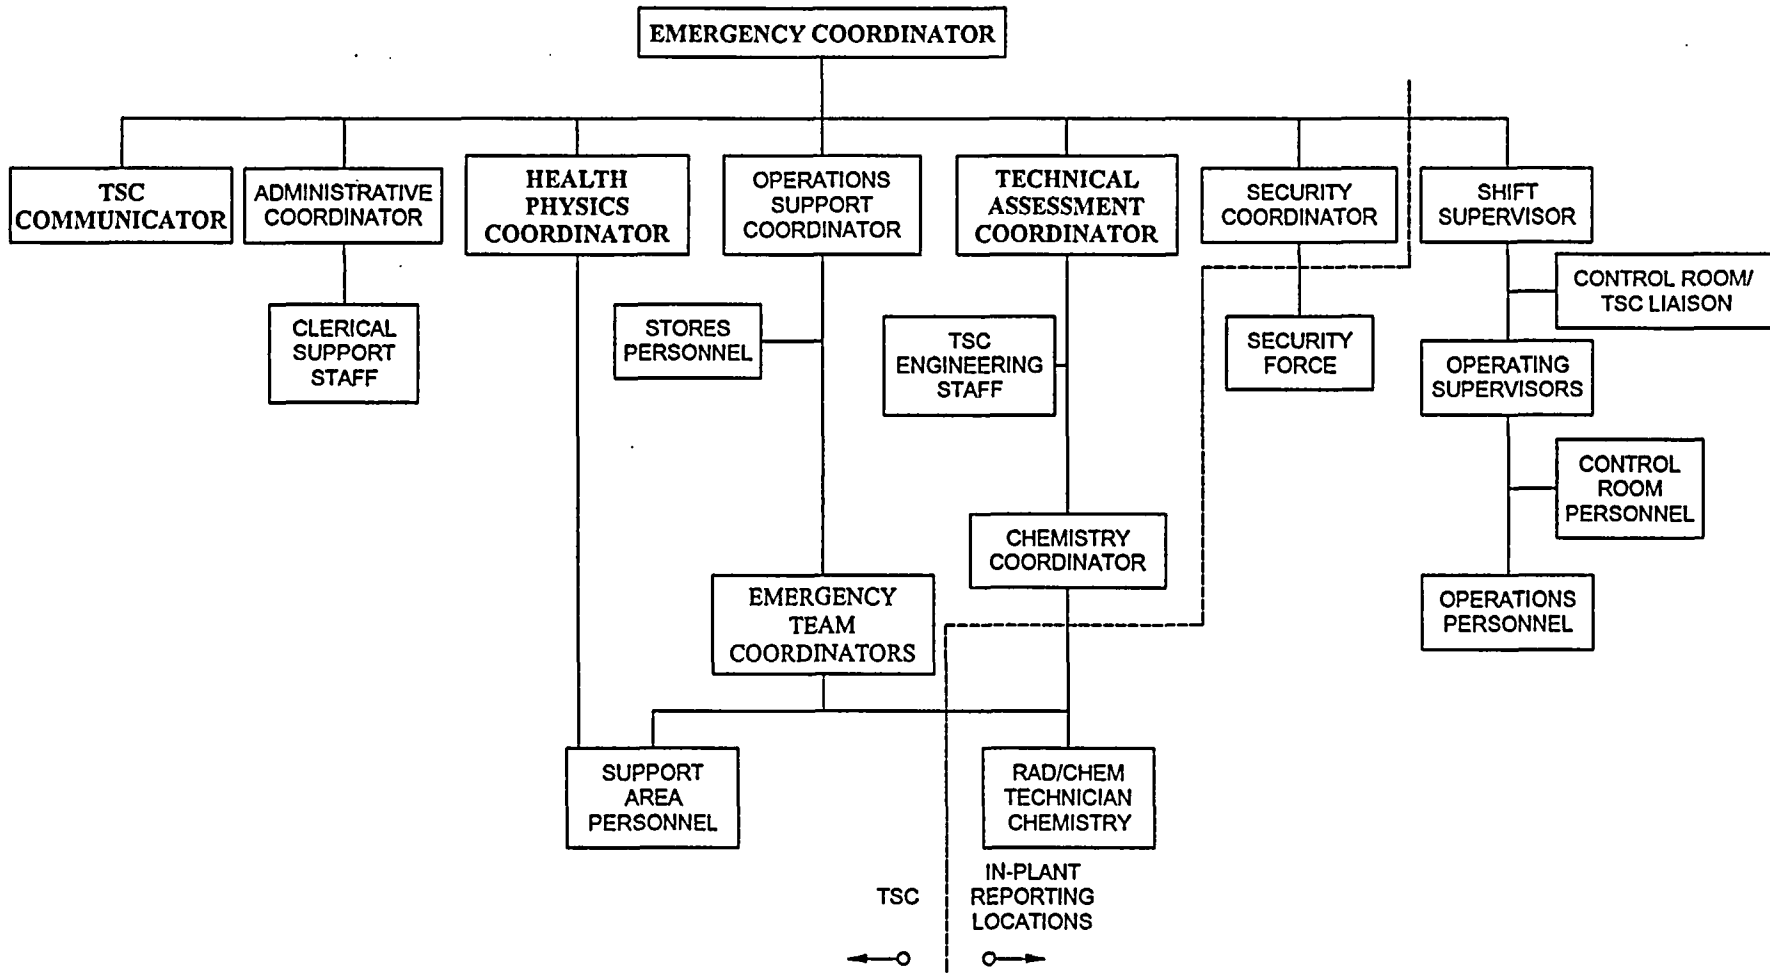 EMERGENCY COORDINATOR
TSC
COMMUNICATOR
ADMINISTRATIVE
COORDINATOR
HEALTH
PHYSICS
COORDINATOR
OPERATIONS
SUPPORT
COORDINATOR
TECHNICAL
ASSESSMENT
COORDINATOR
SECURITY
COORDINATOR
SHIFT
SUPERVISOR
CONTROL ROOM/
TSC LIAISON
CLERICAL
SUPPORT
STAFF
STORES
PERSONNEL
TSC
ENGINEERING
STAFF
SECURITY
FORCE
OPERATING
SUPERVISORS
CONTROL
ROOM
PERSONNEL
CHEMISTRY
COORDINATOR
EMERGENCY
TEAM
COORDINATORS
OPERATIONS
PERSONNEL
SUPPORT
AREA
PERSONNEL
RAD/CHEM
TECHNICIAN
CHEMISTRY
TSC
IN-PLANT
REPORTING
LOCATIONS